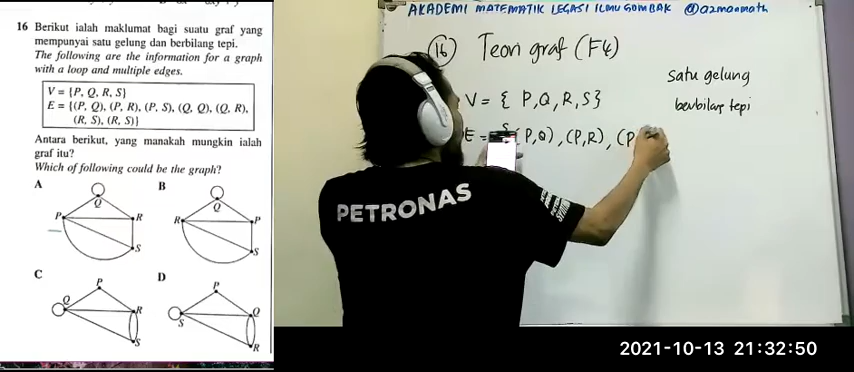 16 Berikut ialah maklumat bagi suatu graf yang
mempunyai satu gelung dan berbilang tepi.
The following are the information for a graph
with a loop and multiple edges.
V = {P, Q, R, S}
E = {(P, Q), (P, R), (P, S), (Q, Q), (Q, R),
(R, S), (R, S)}
Antara berikut, yang manakah mungkin ialah
graf itu?
Which of following could be the graph?
A
Q
P
R
S
B
Q
R
P
S
C
P
Q
R
S
D
P
S
Q
R
AKADEMI MATEMATIK LEGASI ILMU GOMBAK @azmanmath
16 Teori graf (F4)
satu gelung
berbilang tepi
V = { P,Q,R,S}
E = { (P,Q), (P,R), (P
PETRONAS
2021-10-13 21:32:50